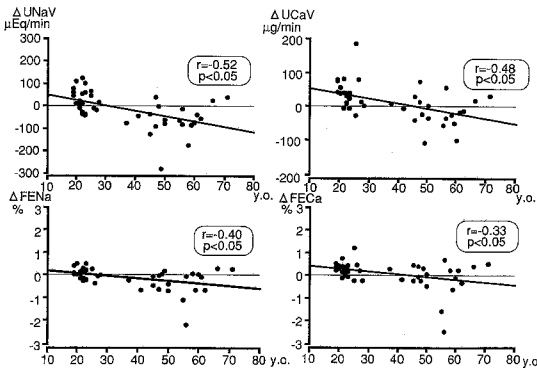 Δ UNaV
μEq/min
300
200
100
0
-100
-200
-300
10 20 30 40 50 60 70 80 y.o.
r=-0.52
p<0.05
Δ UCaV
μg/min
200
100
0
-100
-200
10 20 30 40 50 60 70 80 y.o.
r=-0.48
p<0.05
Δ FENa
%
3
2
1
0
-1
-2
-3
10 20 30 40 50 60 70 80 y.o.
r=-0.40
p<0.05
Δ FECa
%
3
2
1
0
-1
-2
-3
10 20 30 40 50 60 70 80 y.o.
r=-0.33
p<0.05